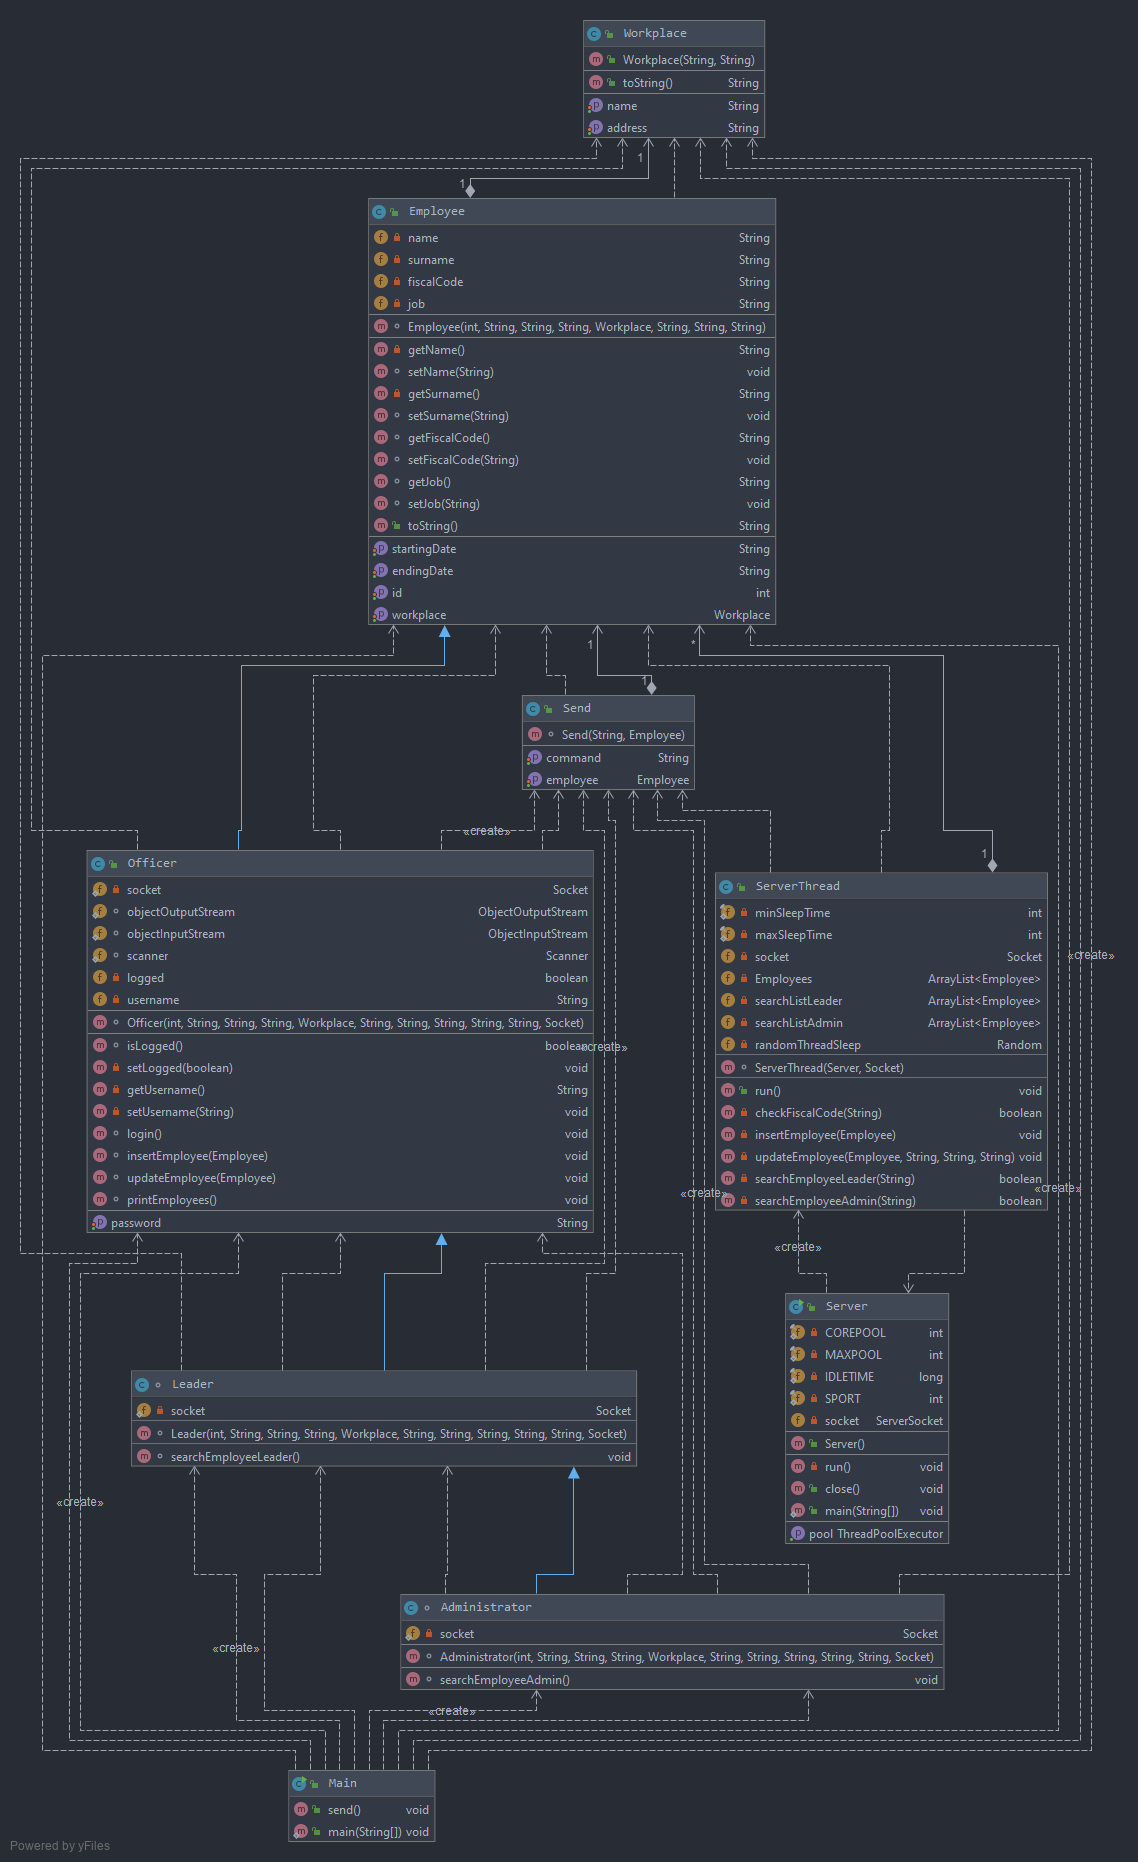 Workplace
Workplace(String, String)
toString() String
name String
address String
1
1
Employee
name String
surname String
fiscalCode String
job String
Employee(int, String, String, String, Workplace, String, String, String)
getName() String
setName(String) void
getSurname() String
setSurname(String) void
getFiscalCode() String
setFiscalCode(String) void
getJob() String
setJob(String) void
toString() String
startingDate String
endingDate String
id int
workplace Workplace
1
*
1
Send
Send(String, Employee)
command String
employee Employee
«create»
1
Officer
socket Socket
objectOutputStream ObjectOutputStream
objectInputStream ObjectInputStream
scanner Scanner
logged boolean
username String
Officer(int, String, String, String, Workplace, String, String, String, String, String, Socket)
isLogged() boolean
setLogged(boolean) void
getUsername() String
setUsername(String) void
login() void
insertEmployee(Employee) void
updateEmployee(Employee) void
printEmployees() void
password String
«create»
ServerThread
minSleepTime int
maxSleepTime int
socket Socket
Employees ArrayList<Employee>
searchListLeader ArrayList<Employee>
searchListAdmin ArrayList<Employee>
randomThreadSleep Random
ServerThread(Server, Socket)
run() void
checkFiscalCode(String) boolean
insertEmployee(Employee) void
updateEmployee(Employee, String, String, String) void
searchEmployeeLeader(String) boolean
searchEmployeeAdmin(String) boolean
«create»
«create»
«create»
«create»
Server
COREPOOL int
MAXPOOL int
IDLETIME long
SPORT int
socket ServerSocket
Server()
run() void
close() void
main(String[]) void
pool ThreadPoolExecutor
Leader
socket Socket
Leader(int, String, String, String, Workplace, String, String, String, String, String, Socket)
searchEmployeeLeader() void
«create»
Administrator
socket Socket
Administrator(int, String, String, String, Workplace, String, String, String, String, String, Socket)
searchEmployeeAdmin() void
«create»
«create»
Main
send() void
main(String[]) void
Powered by yFiles